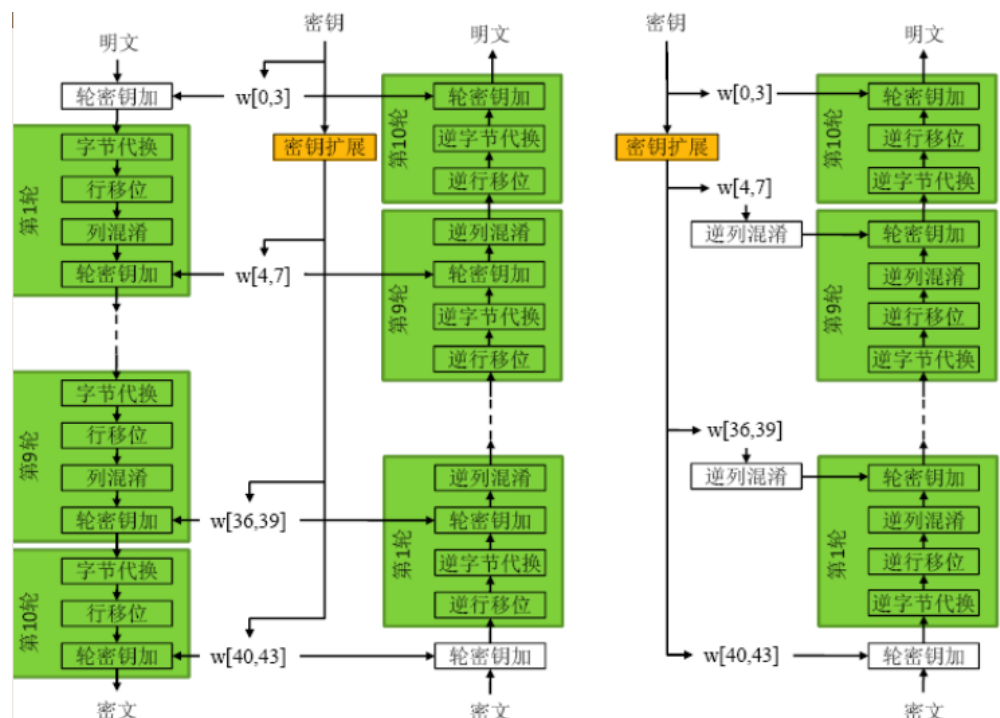 密钥
明文
轮密钥加
第1轮
字节代换
行移位
列混淆
轮密钥加
第9轮
字节代换
行移位
列混淆
轮密钥加
第10轮
字节代换
行移位
轮密钥加
密文
w[0,3]
密钥扩展
w[4,7]
w[36,39]
w[40,43]
明文
第10轮
轮密钥加
逆字节代换
逆行移位
第9轮
逆列混淆
轮密钥加
逆字节代换
逆行移位
第1轮
逆列混淆
轮密钥加
逆字节代换
逆行移位
轮密钥加
密文
密钥
w[0,3]
密钥扩展
w[4,7]
逆列混淆
w[36,39]
逆列混淆
w[40,43]
明文
第10轮
轮密钥加
逆行移位
逆字节代换
第9轮
轮密钥加
逆列混淆
逆行移位
逆字节代换
第1轮
轮密钥加
逆列混淆
逆行移位
逆字节代换
轮密钥加
密文